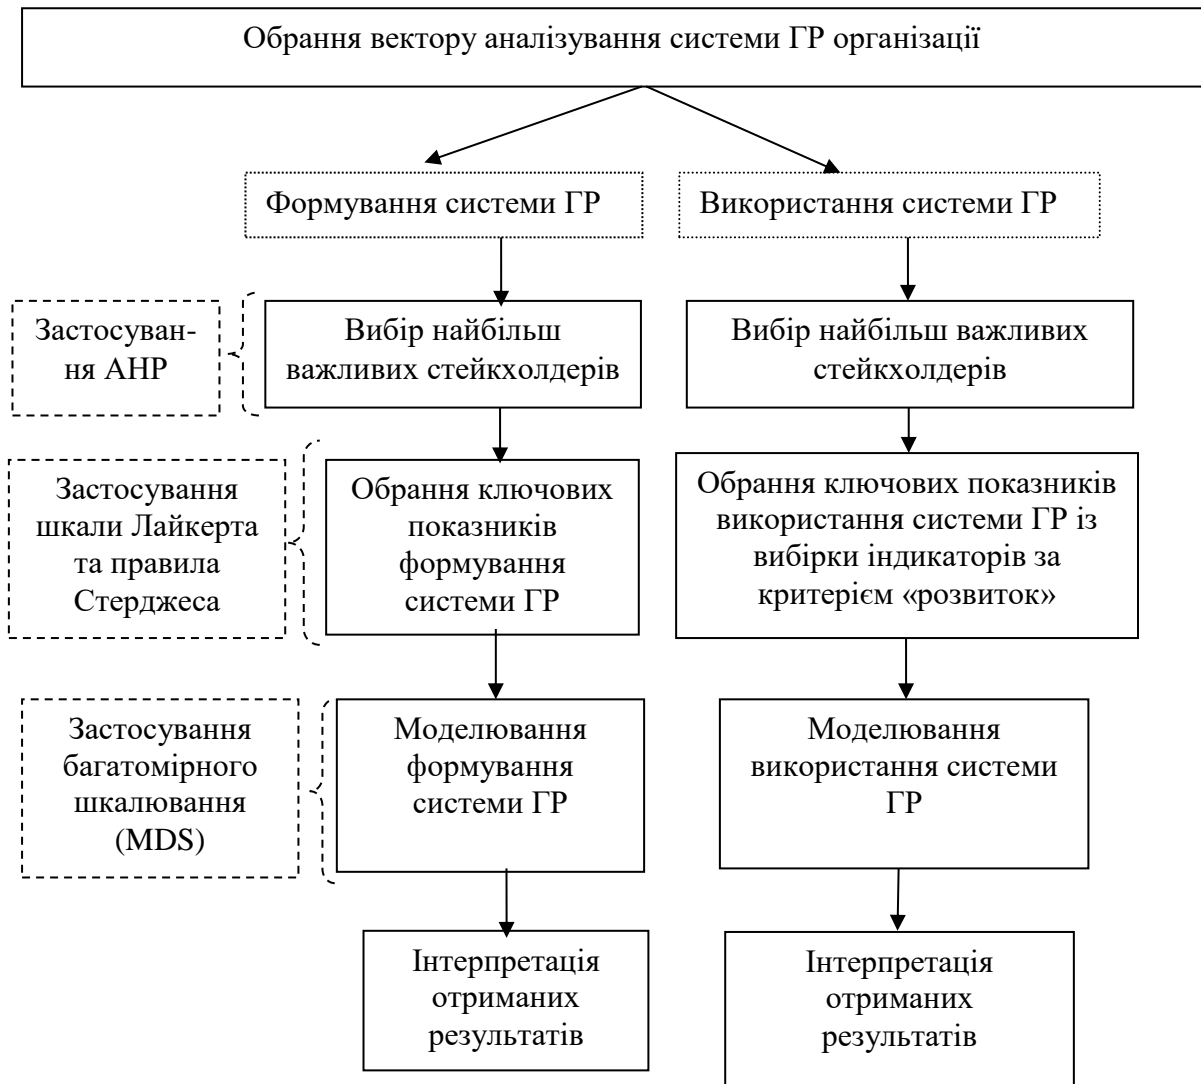 Обрання вектору аналізування системи ГР організації
Формування системи ГР
Використання системи ГР
Застосуван-
ня АНР
Вибір найбільш
важливих стейкхолдерів
Вибір найбільш важливих
стейкхолдерів
Застосування
шкали Лайкерта
та правила
Стерджеса
Обрання ключових
показників
формування
системи ГР
Обрання ключових показників
використання системи ГР із
вибірки індикаторів за
критерієм «розвиток»
Застосування
багатомірного
шкалювання
(MDS)
Моделювання
формування
системи ГР
Моделювання
використання системи
ГР
Інтерпретація
отриманих
результатів
Інтерпретація
отриманих
результатів